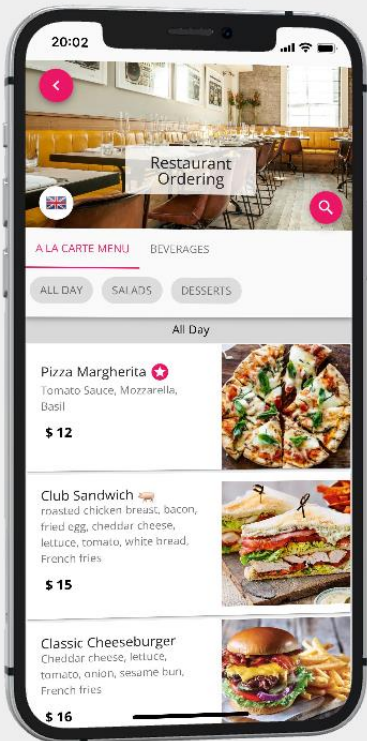 20:02
Restaurant
Ordering
A LA CARTE MENU BEVERAGES
ALL DAY SALADS DESSERTS
All Day
Pizza Margherita
Tomato Sauce, Mozzarella,
Basil
$ 12
Club Sandwich
roasted chicken breast, bacon,
fried egg, cheddar cheese,
lettuce, tomato, white bread,
French fries
$ 15
Classic Cheeseburger
Cheddar cheese, lettuce,
tomato, onion, sesame bun,
French fries
$ 16